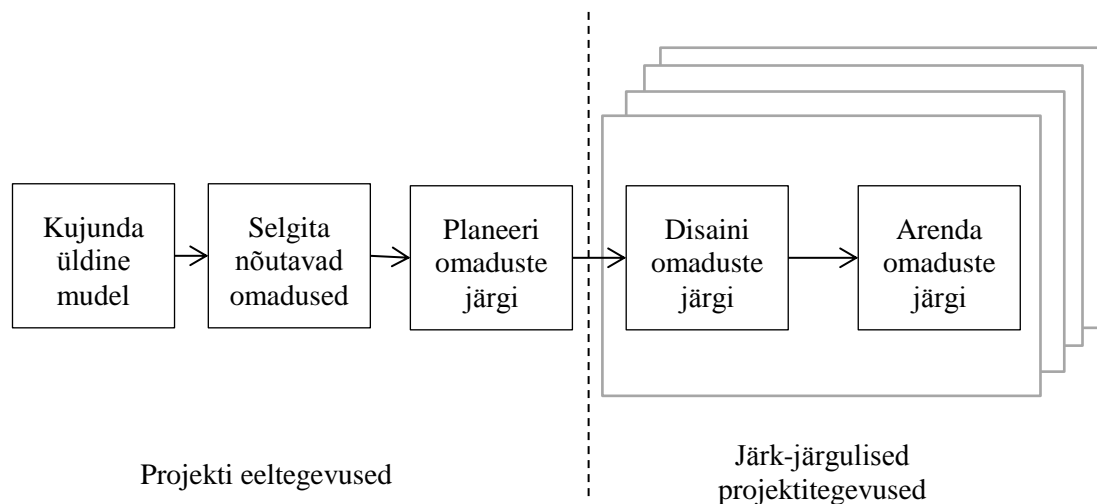 Kujunda
üldine
mudel
Selgita
nõutavad
omadused
Planeeri
omaduste
järgi
Disaini
omaduste
järgi
Arenda
omaduste
järgi
Projekti eeltegevused
Järk-järgulised
projektitegevused